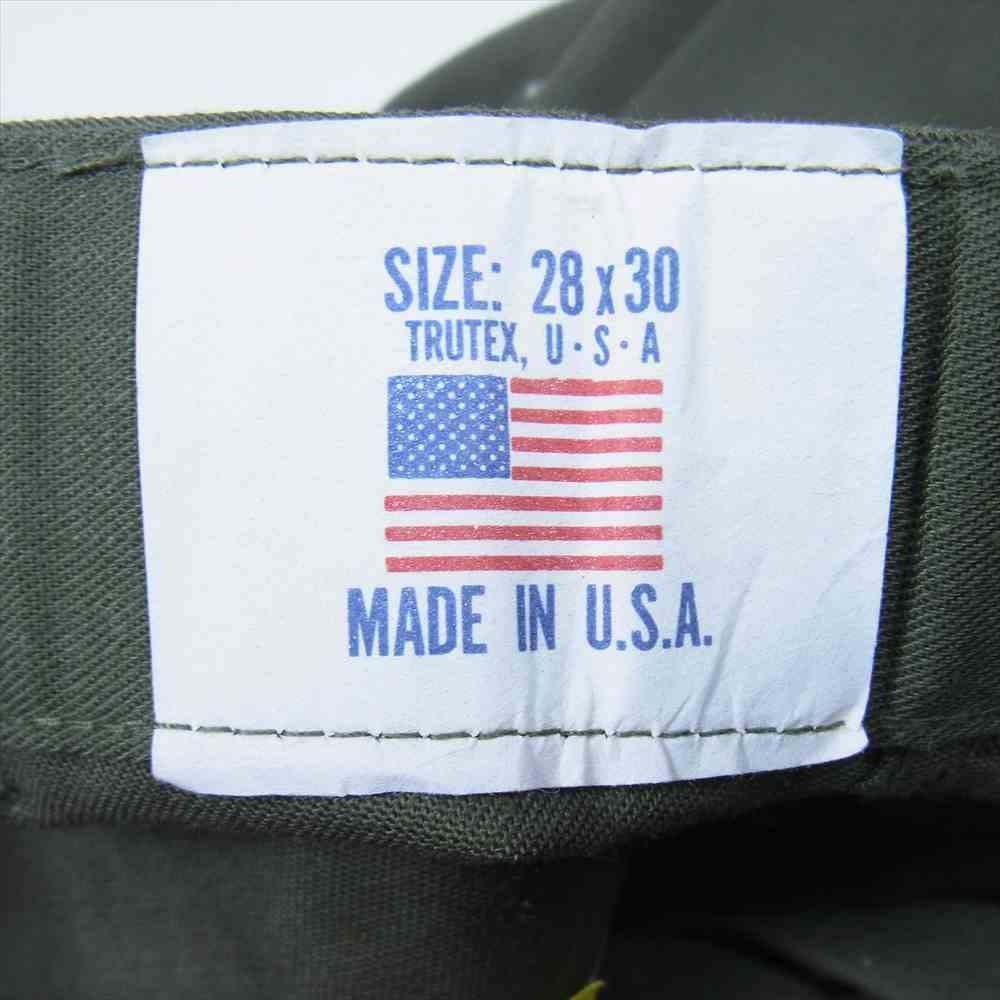 SIZE: 28 x 30
TRUTEX, U·S·A
MADE IN U.S.A.